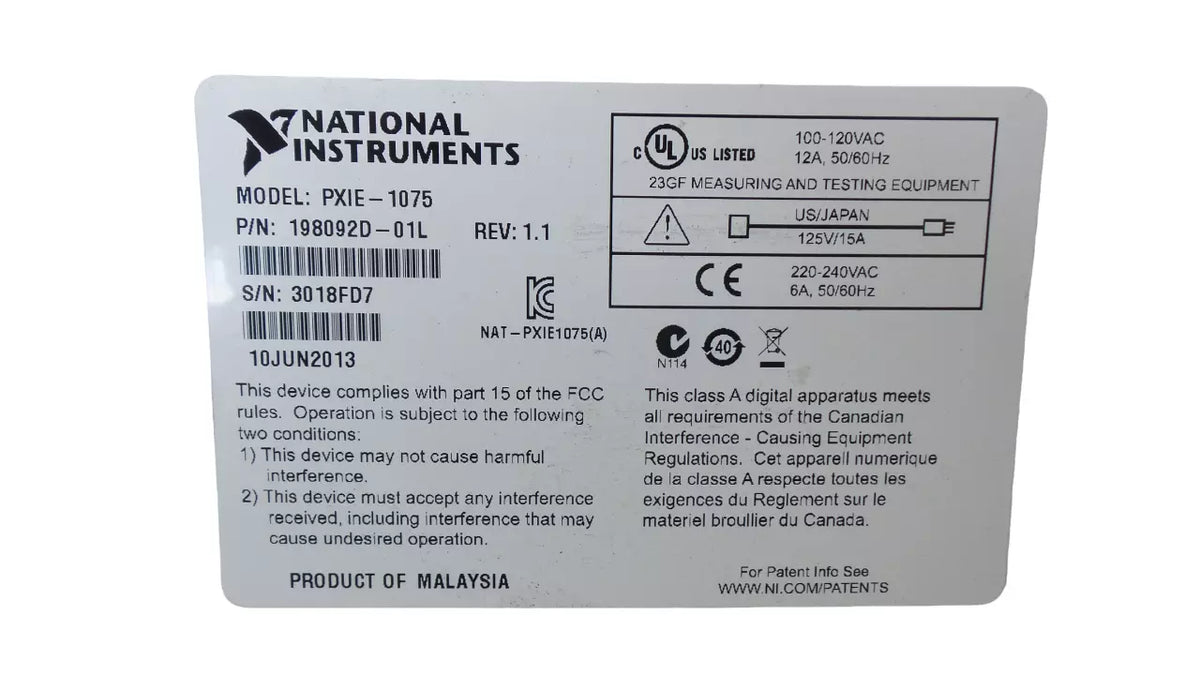 NATIONAL
INSTRUMENTS
MODEL: PXIE-1075
P/N: 198092D-01L REV: 1.1
S/N: 3018FD7
10JUN2013
NAT-PXIE1075(A)
C UL US LISTED
100-120VAC
12A, 50/60Hz
23GF MEASURING AND TESTING EQUIPMENT
US/JAPAN
125V/15A
CE
220-240VAC
6A, 50/60Hz
N114
40
This device complies with part 15 of the FCC
rules. Operation is subject to the following
two conditions:
1) This device may not cause harmful
interference.
2) This device must accept any interference
received, including interference that may
cause undesired operation.
PRODUCT OF MALAYSIA
This class A digital apparatus meets
all requirements of the Canadian
Interference - Causing Equipment
Regulations. Cet apparell numerique
de la classe A respecte toutes les
exigences du Reglement sur le
materiel broullier du Canada.
For Patent Info See
WWW.NI.COM/PATENTS